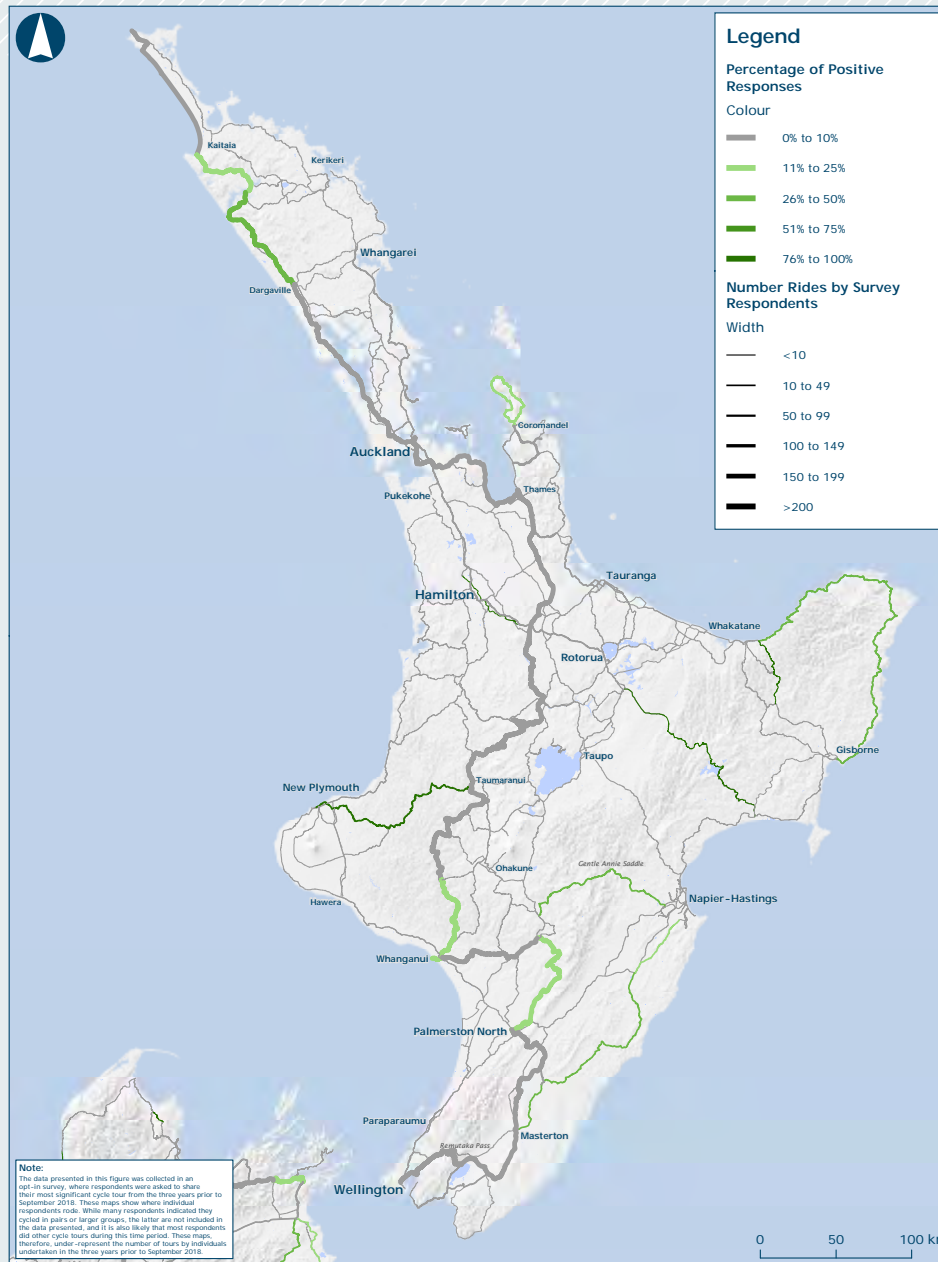 Legend
Percentage of Positive
Responses
Colour
0% to 10%
11% to 25%
26% to 50%
51% to 75%
76% to 100%
Number Rides by Survey
Respondents
Width
<10
10 to 49
50 to 99
100 to 149
150 to 199
>200
Kaitaia
Kerikeri
Whangarei
Dargaville
Coromandel
Auckland
Pukekohe
Thames
Tauranga
Hamilton
Whakatane
Rotorua
Gisborne
Taupo
Taumaranui
New Plymouth
Gentle Annie Saddle
Ohakune
Napier-Hastings
Hawera
Whanganui
Palmerston North
Paraparaumu
Masterton
Remutaka Pass
Wellington
Note:
The data presented in this figure was collected in an
opt-in survey, where respondents were asked to share
their most significant cycle tour from the three years prior to
September 2018. These maps show where individual
respondents rode. While many respondents indicated they
cycled in pairs or larger groups, the latter are not included in
the data presented, and it is also likely that most respondents
did other cycle tours during this time period. These maps,
therefore, under-represent the number of tours by individuals
undertaken in the three years prior to September 2018.
0 50 100 km